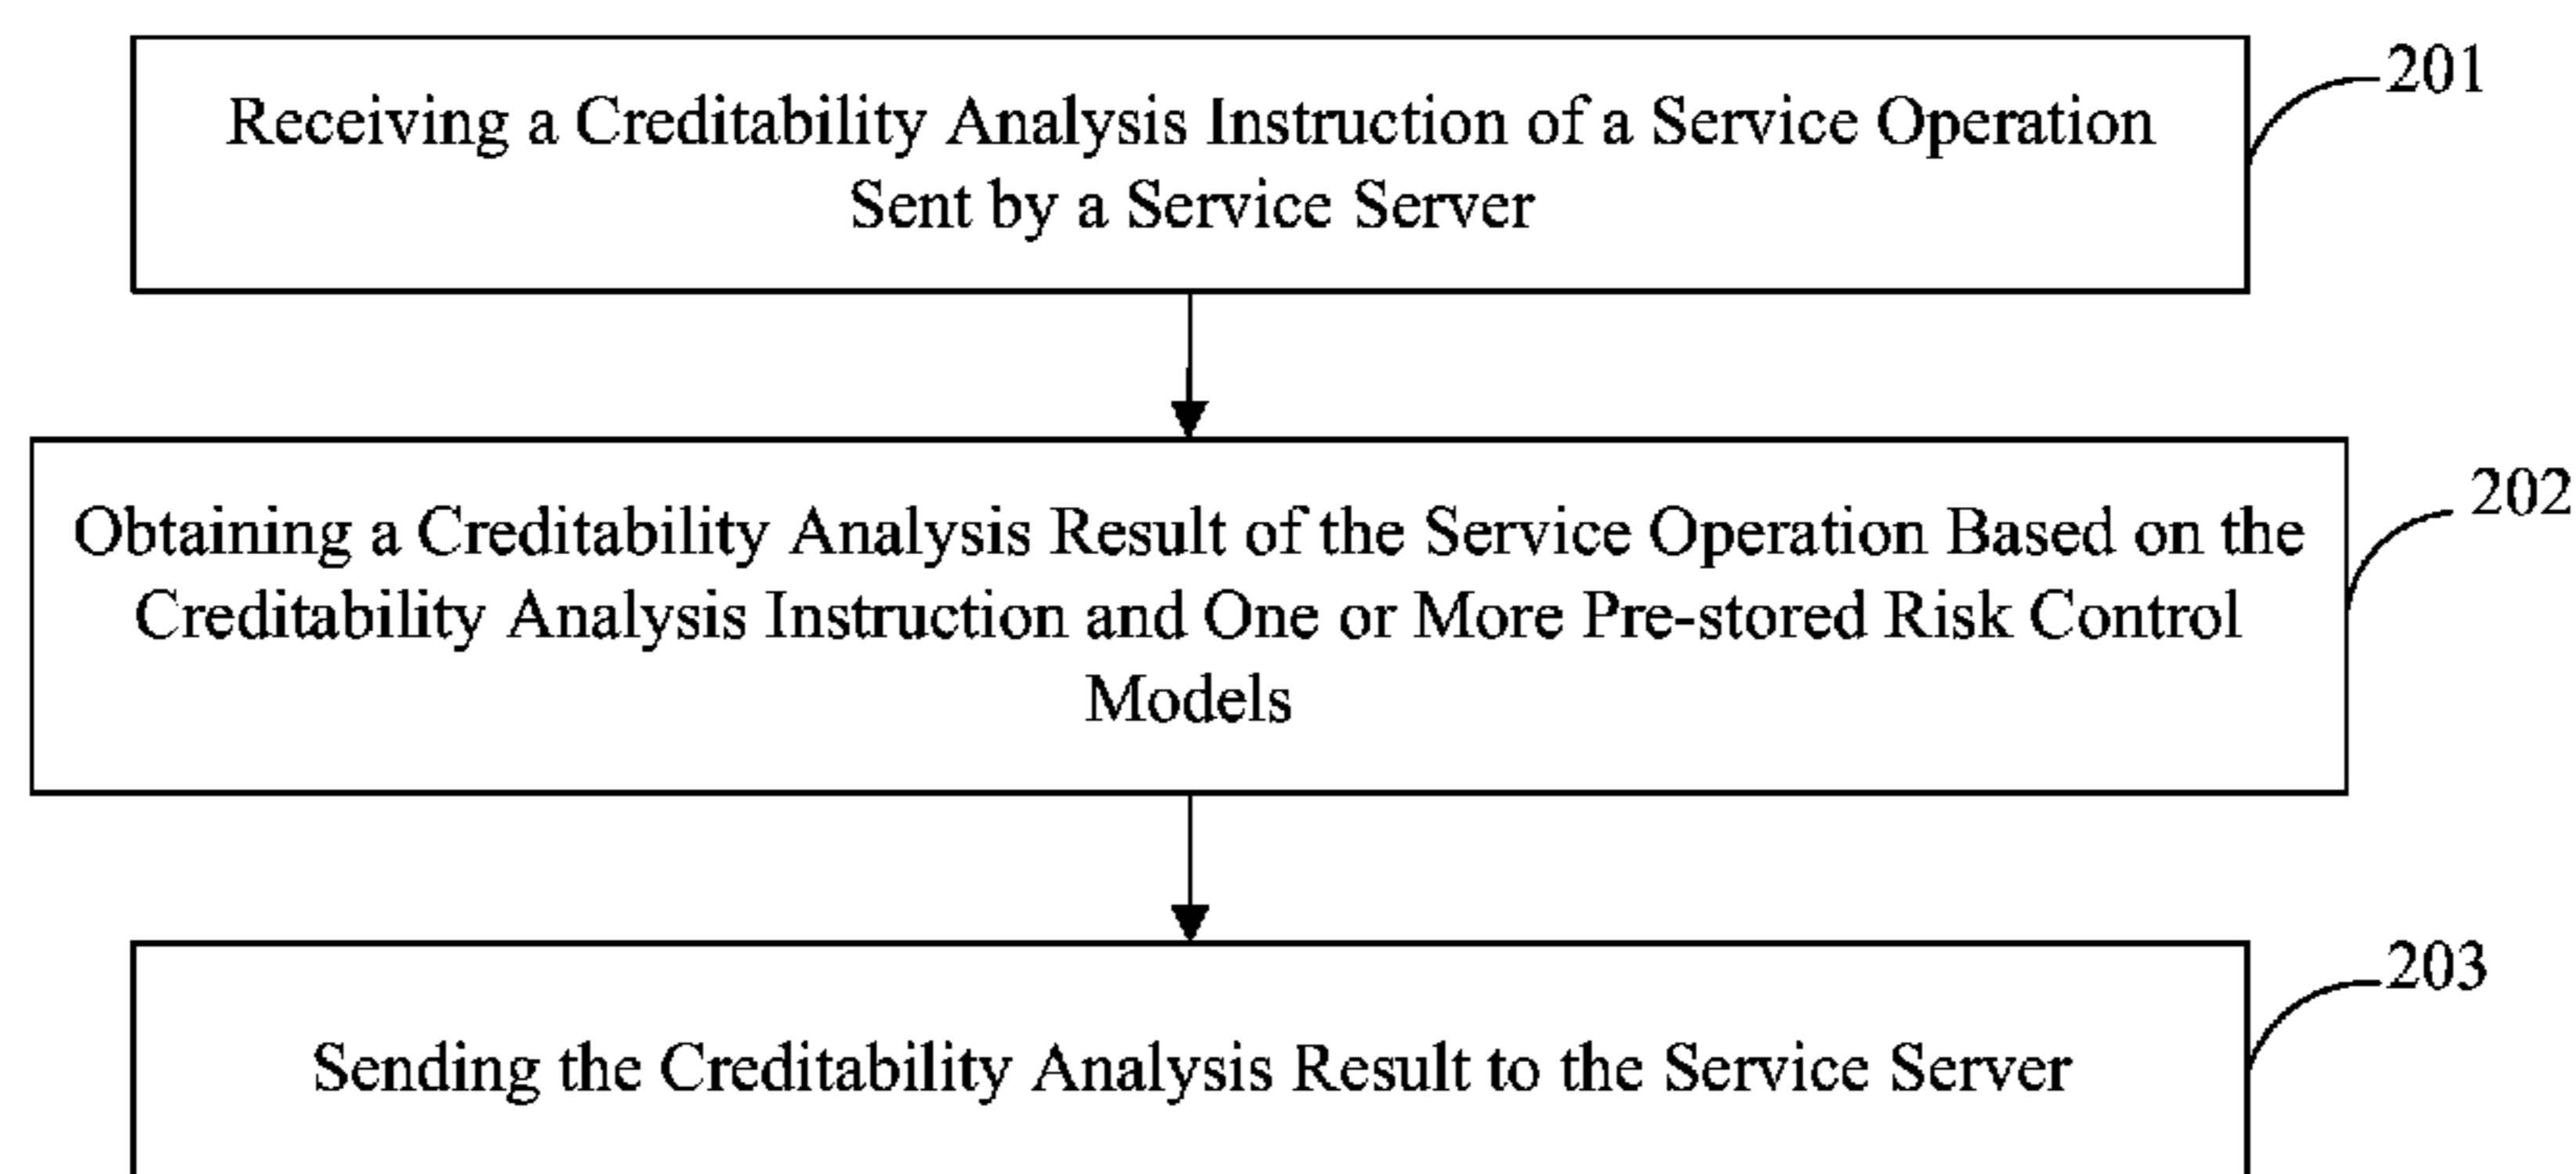 Receiving a Creditability Analysis Instruction of a Service Operation
Sent by a Service Server
201
Obtaining a Creditability Analysis Result of the Service Operation Based on the
Creditability Analysis Instruction and One or More Pre-stored Risk Control
Models
202
Sending the Creditability Analysis Result to the Service Server
203